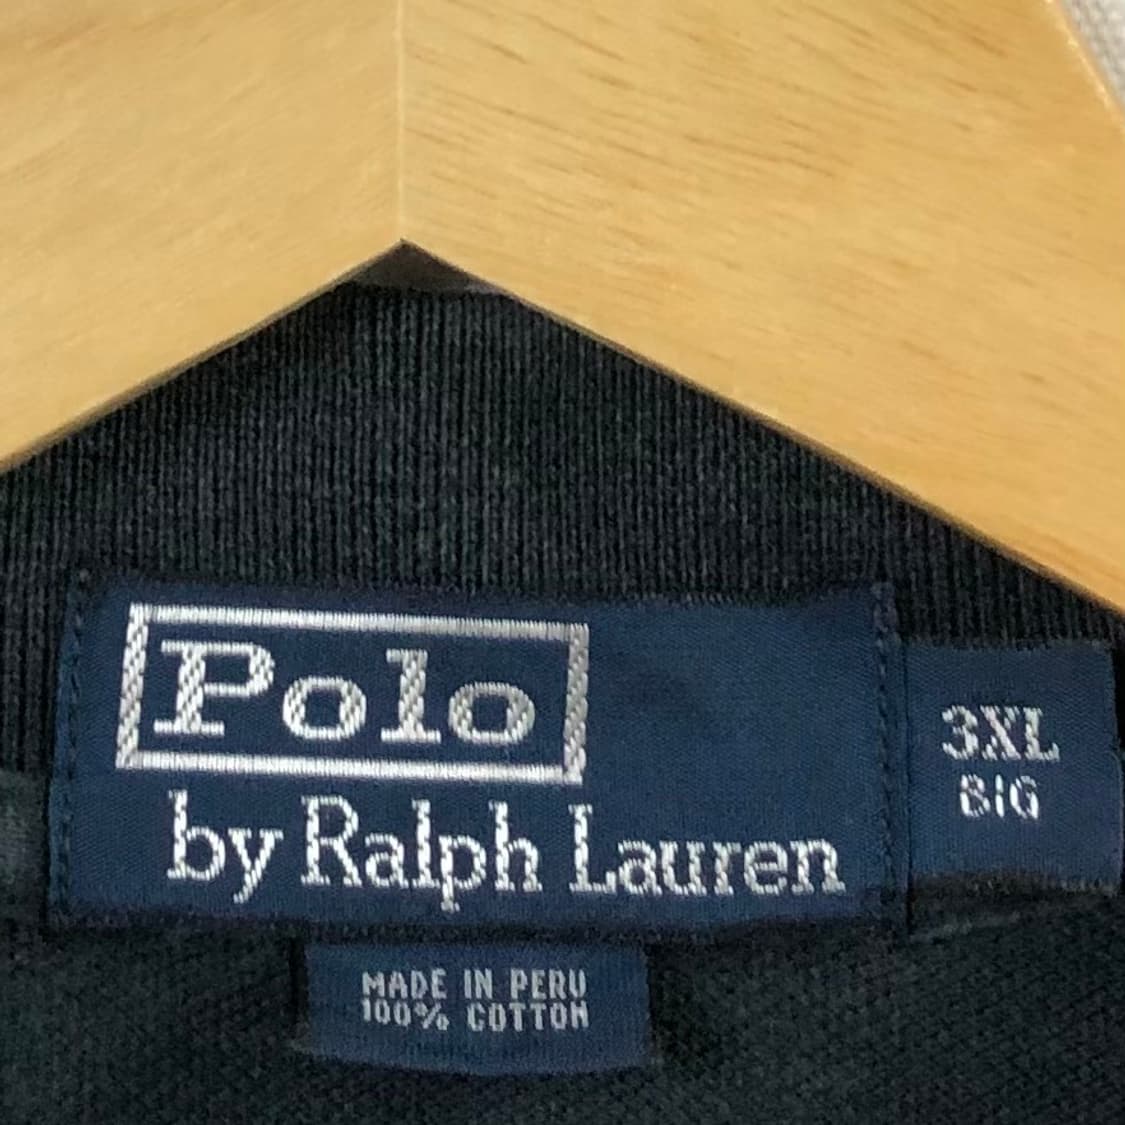 Polo
by Ralph Lauren
3XL
BIG
MADE IN PERU
100% COTTON